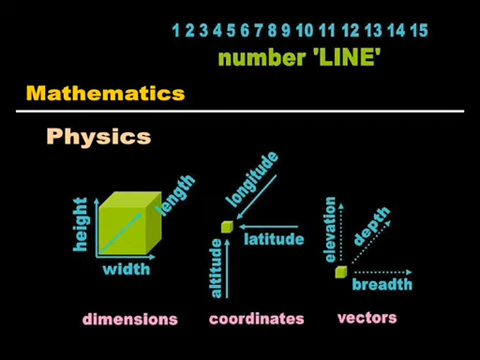 1 2 3 4 5 6 7 8 9 10 11 12 13 14 15
number 'LINE'
Mathematics
Physics
height
length
width
dimensions
longitude
latitude
altitude
coordinates
elevation
depth
breadth
vectors